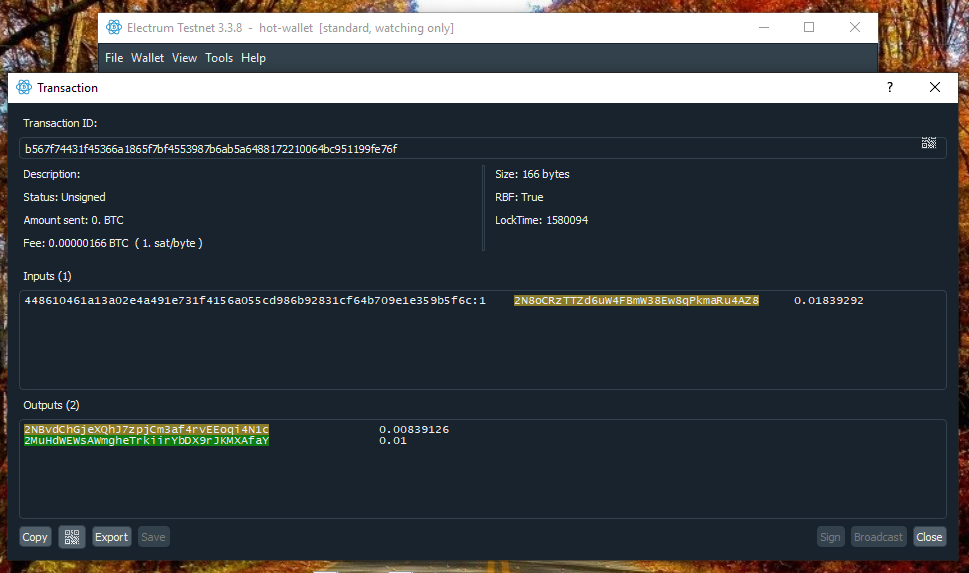 Electrum Testnet 3.3.8 - hot-wallet [standard, watching only]
File Wallet View Tools Help
Transaction
?
Transaction ID:
b567f74431f45366a1865f7bf4553987b6ab5a6488172210064bc951199fe76f
Description:
Size: 166 bytes
Status: Unsigned
RBF: True
Amount sent: 0. BTC
LockTime: 1580094
Fee: 0.00000166 BTC ( 1. sat/byte )
Inputs (1)
448610461a13a02e4a491e731f4156a055cd986b92831cf64b709e1e359b5f6c:1 2N8oCRzTTZd6uW4FBmW38Ew8qPkmaRu4AZ8 0.01839292
Outputs (2)
2NBvdChGjeXQhJ7zpjCm3af4rvEEoqi4N1c 0.00839126
2MuHdWEWsAWmgheTrkiirYbDX9rJKMXAfaY 0.01
Copy Export Save Sign Broadcast Close